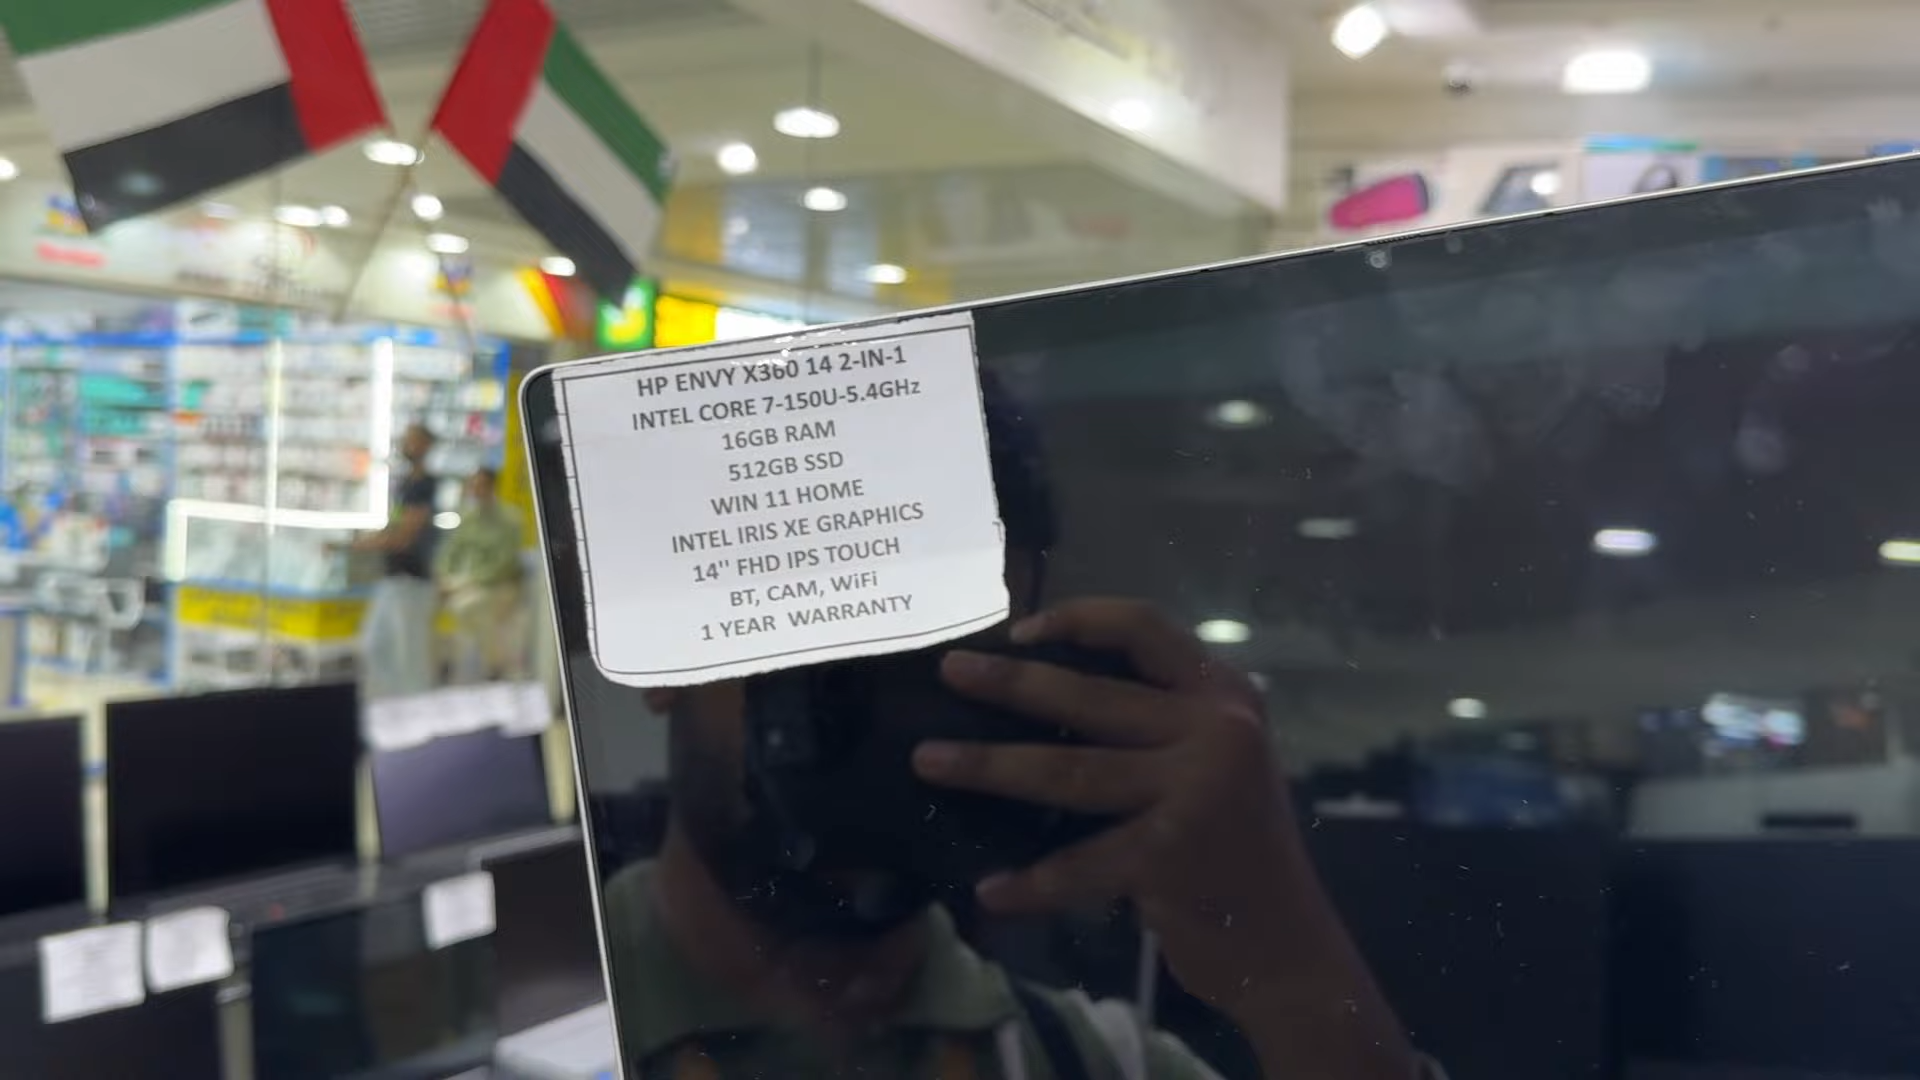 HP ENVY X360 14 2-IN-1
INTEL CORE 7-150U-5.4GHz
16GB RAM
512GB SSD
WIN 11 HOME
INTEL IRIS XE GRAPHICS
14'' FHD IPS TOUCH
BT, CAM, WiFi
1 YEAR WARRANTY